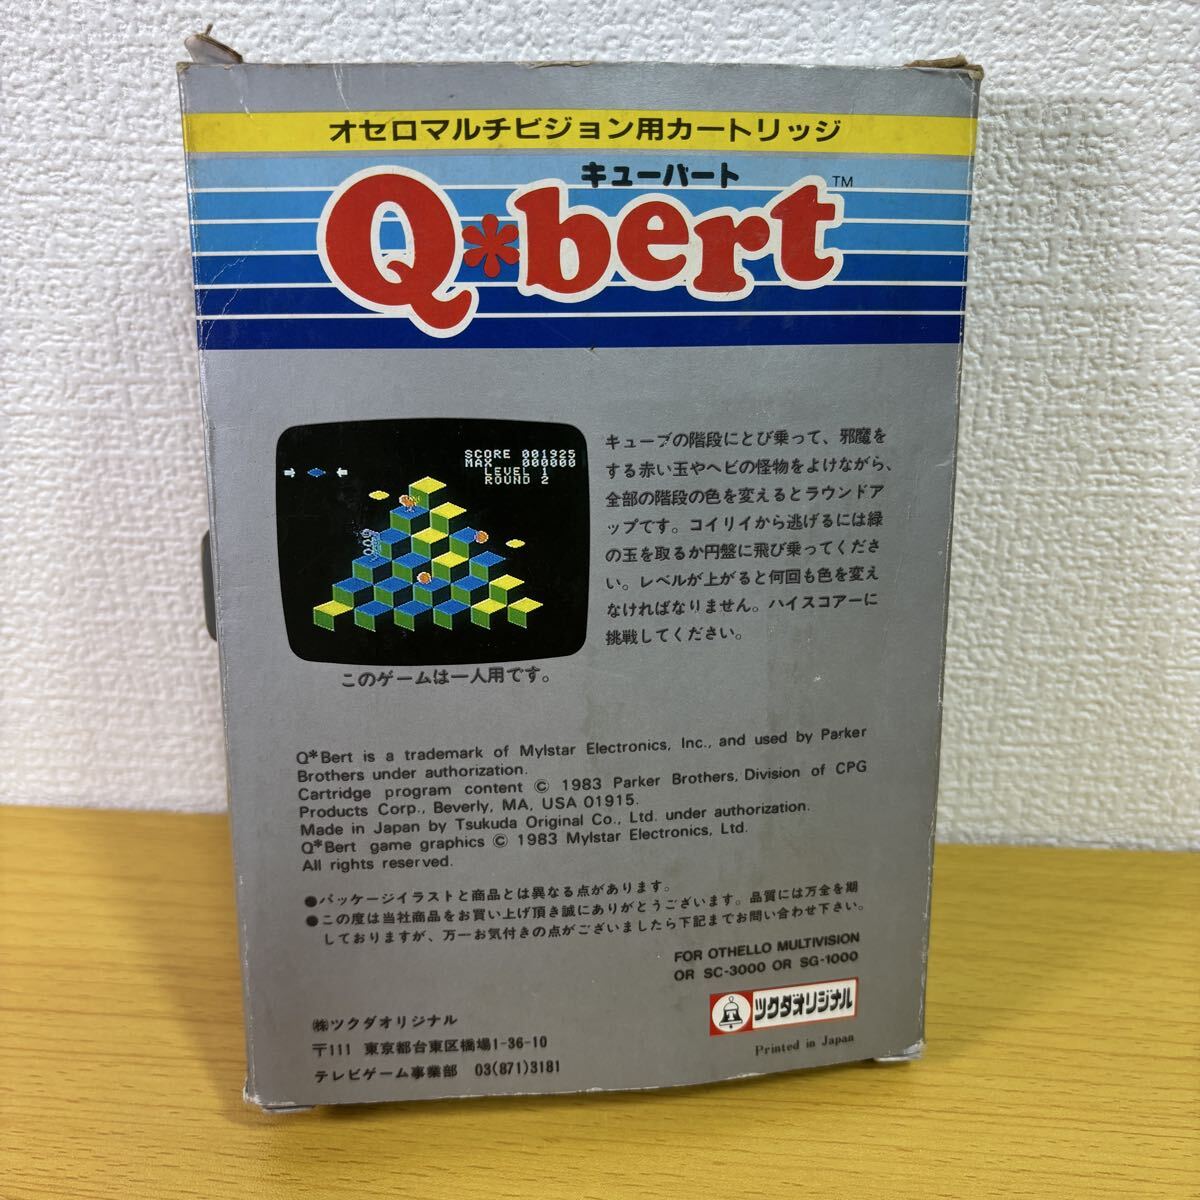 オセロマルチビジョン用カートリッジ
キューバート
Q*bert TM
SCORE 001925
MAX 000000
LEVEL 1
ROUND 2
キューブの階段にとび乗って、邪魔を
する赤い玉やヘビの怪物をよけながら、
全部の階段の色を変えるとラウンドア
ップです。コイリイから逃げるには緑
の玉を取るか円盤に飛び乗ってくださ
い。レベルが上がると何回も色を変え
なければなりません。ハイスコアーに
挑戦してください。
このゲームは一人用です。
Q*Bert is a trademark of Mylstar Electronics, Inc., and used by Parker
Brothers under authorization.
Cartridge program content © 1983 Parker Brothers, Division of CPG
Products Corp., Beverly, MA, USA 01915.
Made in Japan by Tsukuda Original Co., Ltd. under authorization.
Q*Bert game graphics © 1983 Mylstar Electronics, Ltd.
All rights reserved.
●パッケージイラストと商品とは異なる点があります。
●この度は当社商品をお買い上げ頂き誠にありがとうございます。品質には万全を期
しておりますが、万一お気付きの点がございましたら下記までお問い合わせ下さい。
FOR OTHELLO MULTIVISION
OR SC-3000 OR SG-1000
ツクダオリジナル
㈱ツクダオリジナル
〒111 東京都台東区橋場1-36-10
テレビゲーム事業部 03(871)3181
Printed in Japan